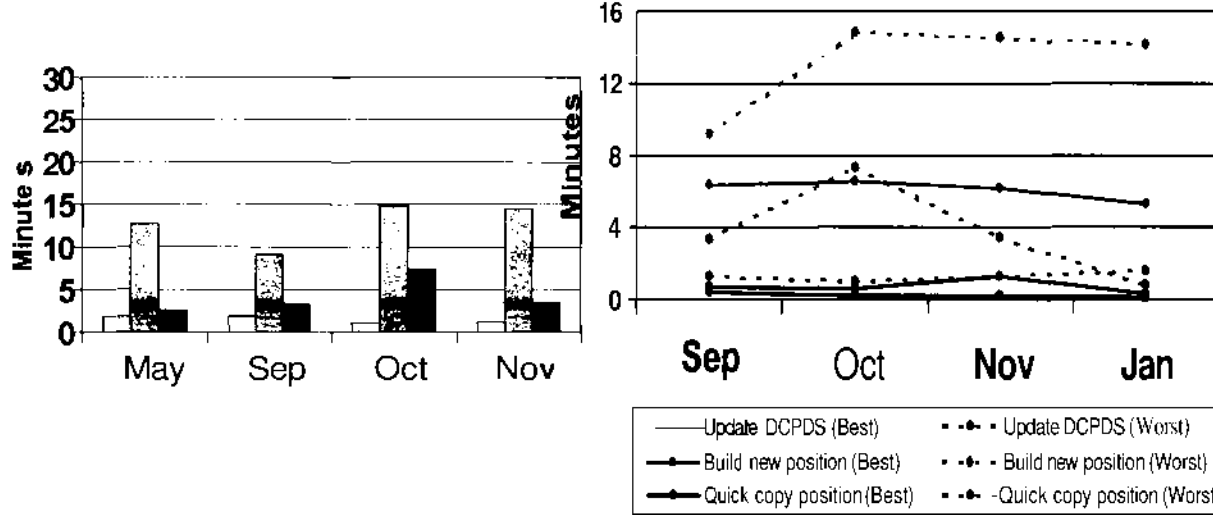 30
25
20
15
10
5
0
Minutes
May Sep Oct Nov
16
12
8
4
0
Minutes
Sep Oct Nov Jan
Update DCPDS (Best)
Update DCPDS (Worst)
Build new position (Best)
Build new position (Worst)
Quick copy position (Best)
-Quick copy position (Worst